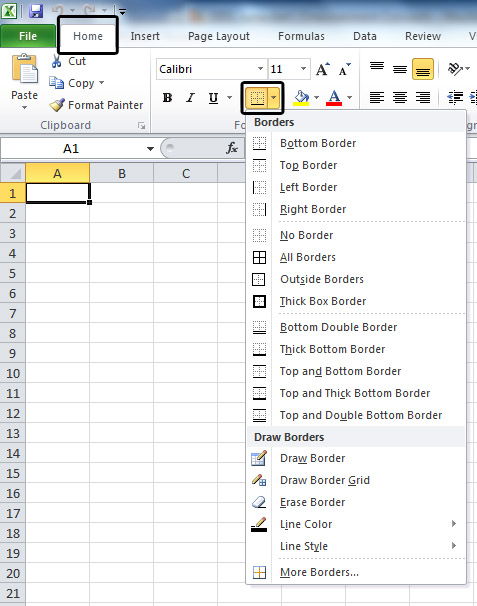 File Home Insert Page Layout Formulas Data Review
Cut
Copy
Format Painter
Paste
Clipboard
Calibri 11 A A
B I U A
A1 fx
A B C
1
2
3
4
5
6
7
8
9
10
11
12
13
14
15
16
17
18
19
20
21
Borders
Bottom Border
Top Border
Left Border
Right Border
No Border
All Borders
Outside Borders
Thick Box Border
Bottom Double Border
Thick Bottom Border
Top and Bottom Border
Top and Thick Bottom Border
Top and Double Bottom Border
Draw Borders
Draw Border
Draw Border Grid
Erase Border
Line Color
Line Style
More Borders...